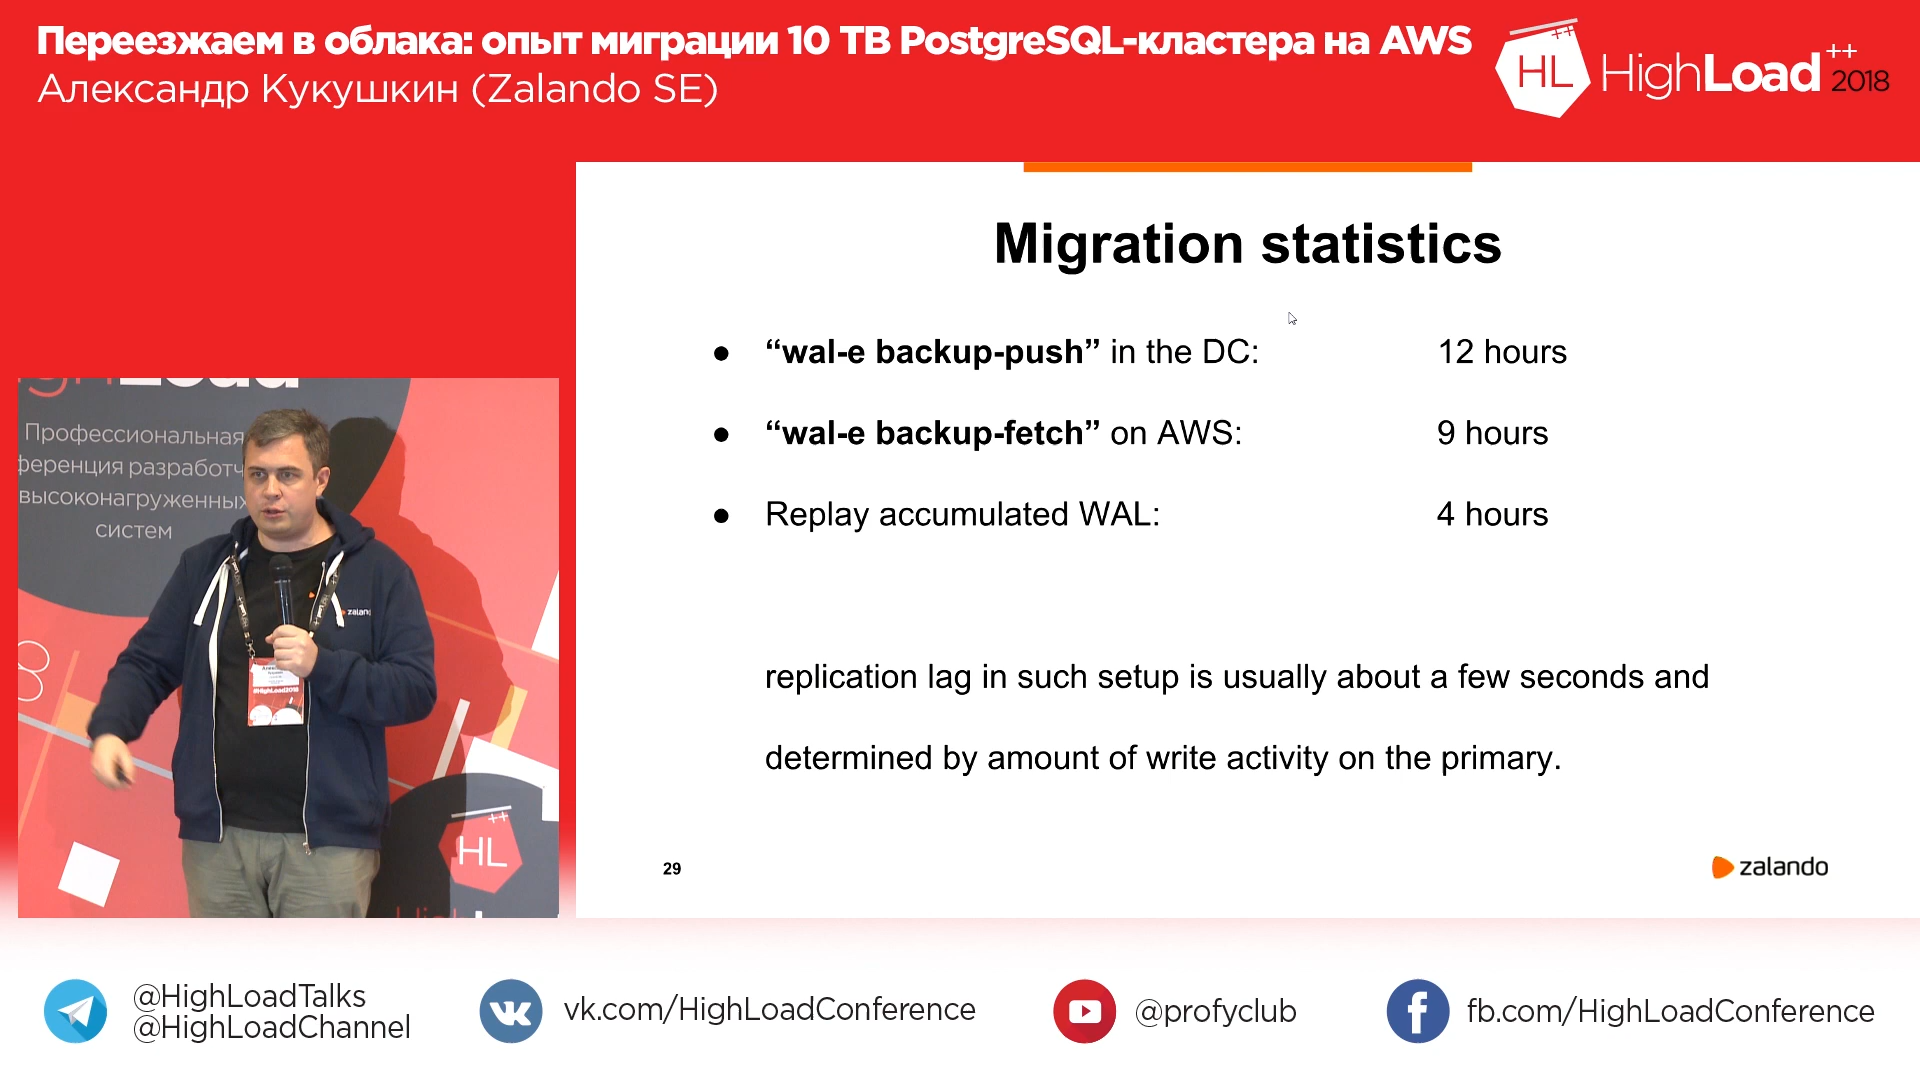 Переезжаем в облака: опыт миграции 10 ТВ PostgreSQL-кластера на AWS
Александр Кукушкин (Zalando SE)
HL++
HighLoad++ 2018
Migration statistics
● “wal-e backup-push” in the DC: 12 hours
● “wal-e backup-fetch” on AWS: 9 hours
● Replay accumulated WAL: 4 hours
replication lag in such setup is usually about a few seconds and
determined by amount of write activity on the primary.
29
zalando
Профессиональная
ференция разработч
высоконагруженных
систем
zalan
#HighLoad2018
HL++
@HighLoadTalks
@HighLoadChannel
vk.com/HighLoadConference
@profyclub
fb.com/HighLoadConference